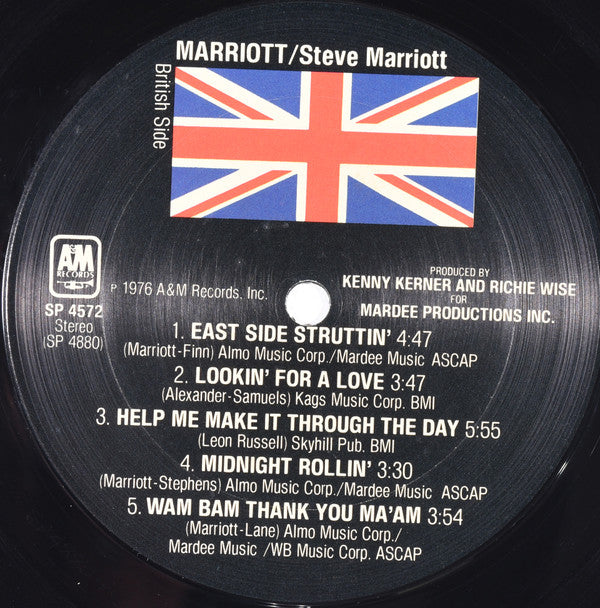 MARRIOTT/Steve Marriott
British Side
A&M
RECORDS
SP 4572
Stereo
(SP 4880)
P 1976 A&M Records, Inc.
PRODUCED BY
KENNY KERNER AND RICHIE WISE
FOR
MARDEE PRODUCTIONS INC.
1. EAST SIDE STRUTTIN' 4:47
(Marriott-Finn) Almo Music Corp./Mardee Music ASCAP
2. LOOKIN' FOR A LOVE 3:47
(Alexander-Samuels) Kags Music Corp. BMI
3. HELP ME MAKE IT THROUGH THE DAY 5:55
(Leon Russell) Skyhill Pub. BMI
4. MIDNIGHT ROLLIN' 3:30
(Marriott-Stephens) Almo Music Corp./Mardee Music ASCAP
5. WAM BAM THANK YOU MA'AM 3:54
(Marriott-Lane) Almo Music Corp./
Mardee Music /WB Music Corp. ASCAP